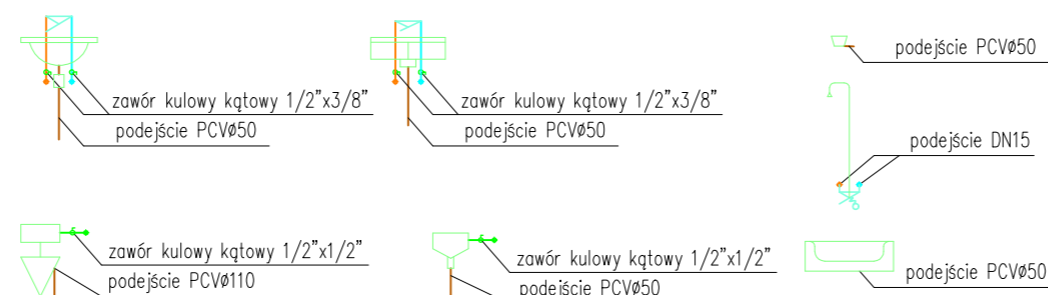 podejście PCVø50
zawór kulowy kątowy 1/2"x3/8"
zawór kulowy kątowy 1/2"x3/8"
podejście PCVø50
podejście PCVø50
podejście DN15
zawór kulowy kątowy 1/2"x1/2"
zawór kulowy kątowy 1/2"x1/2"
podejście PCVø110
podejście PCVø50
podejście PCVø50